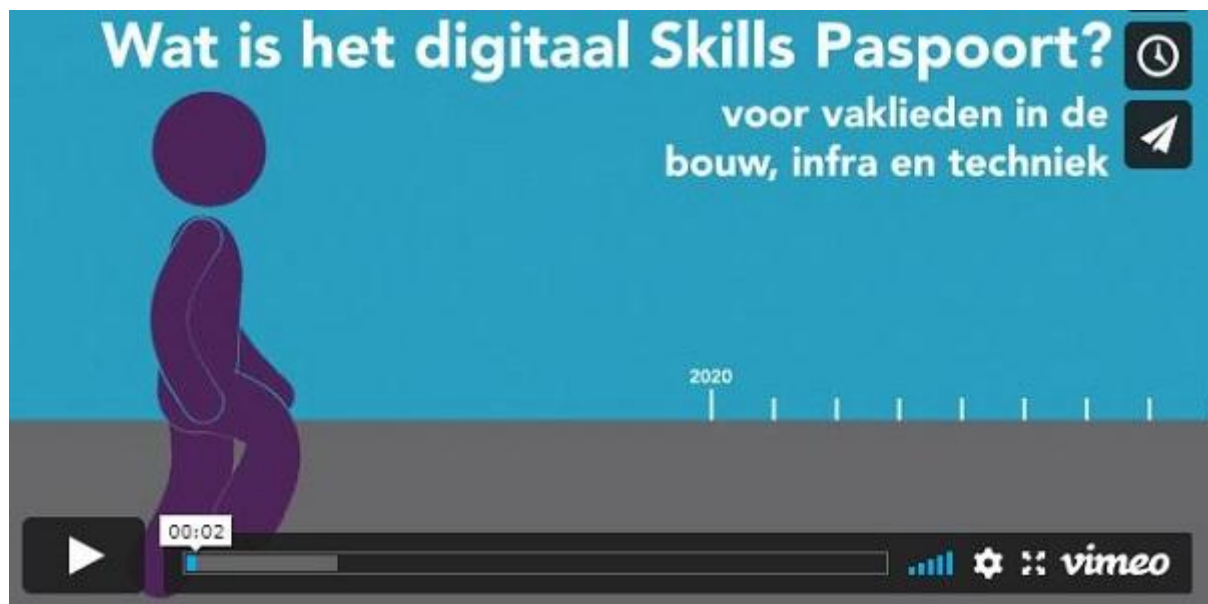 Wat is het digitaal Skills Paspoort?
voor vaklieden in de
bouw, infra en techniek
2020
00:02
vimeo